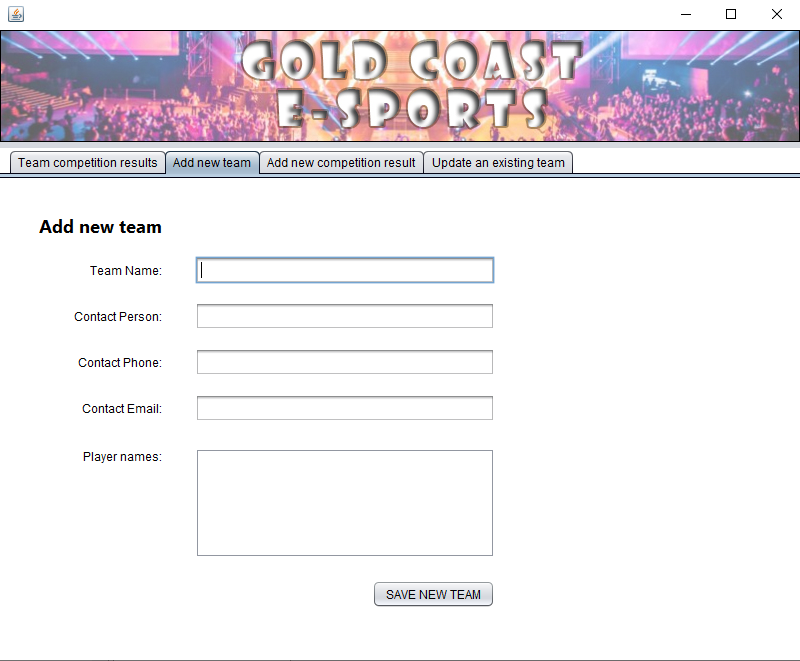 GOLD COAST
E-SPORTS
Team competition results
Add new team
Add new competition result
Update an existing team
Add new team
Team Name:
Contact Person:
Contact Phone:
Contact Email:
Player names:
SAVE NEW TEAM